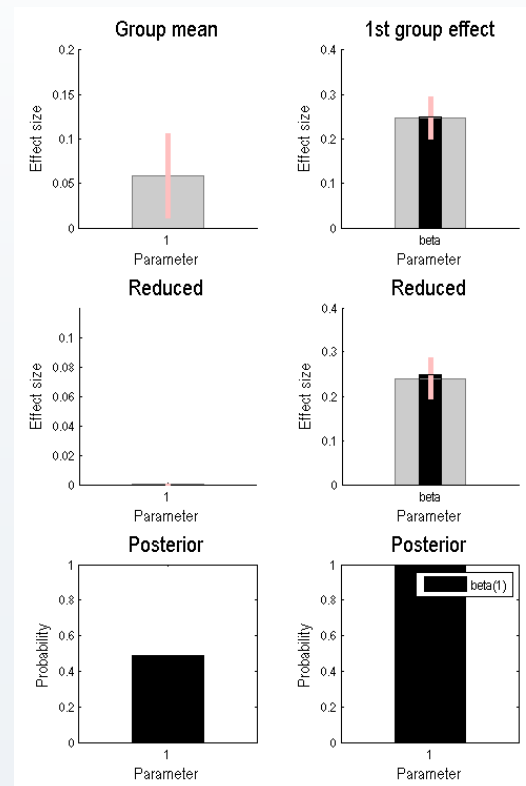 Group mean
0.2
0.15
0.1
0.05
0
Effect size
1
Parameter
1st group effect
0.4
0.3
0.2
0.1
0
Effect size
beta
Parameter
Reduced
0.1
0.08
0.06
0.04
0.02
0
Effect size
1
Parameter
Reduced
0.4
0.3
0.2
0.1
0
Effect size
beta
Parameter
Posterior
1
0.8
0.6
0.4
0.2
0
Probability
1
Parameter
Posterior
1
0.8
0.6
0.4
0.2
0
Probability
beta(1)
1
Parameter